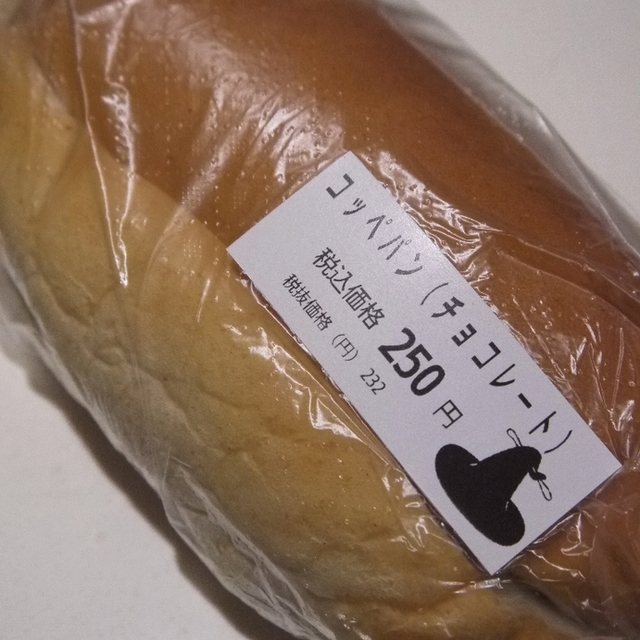 コッペパン(チョコレート)
税込価格 250 円
税抜価格 (円) 232